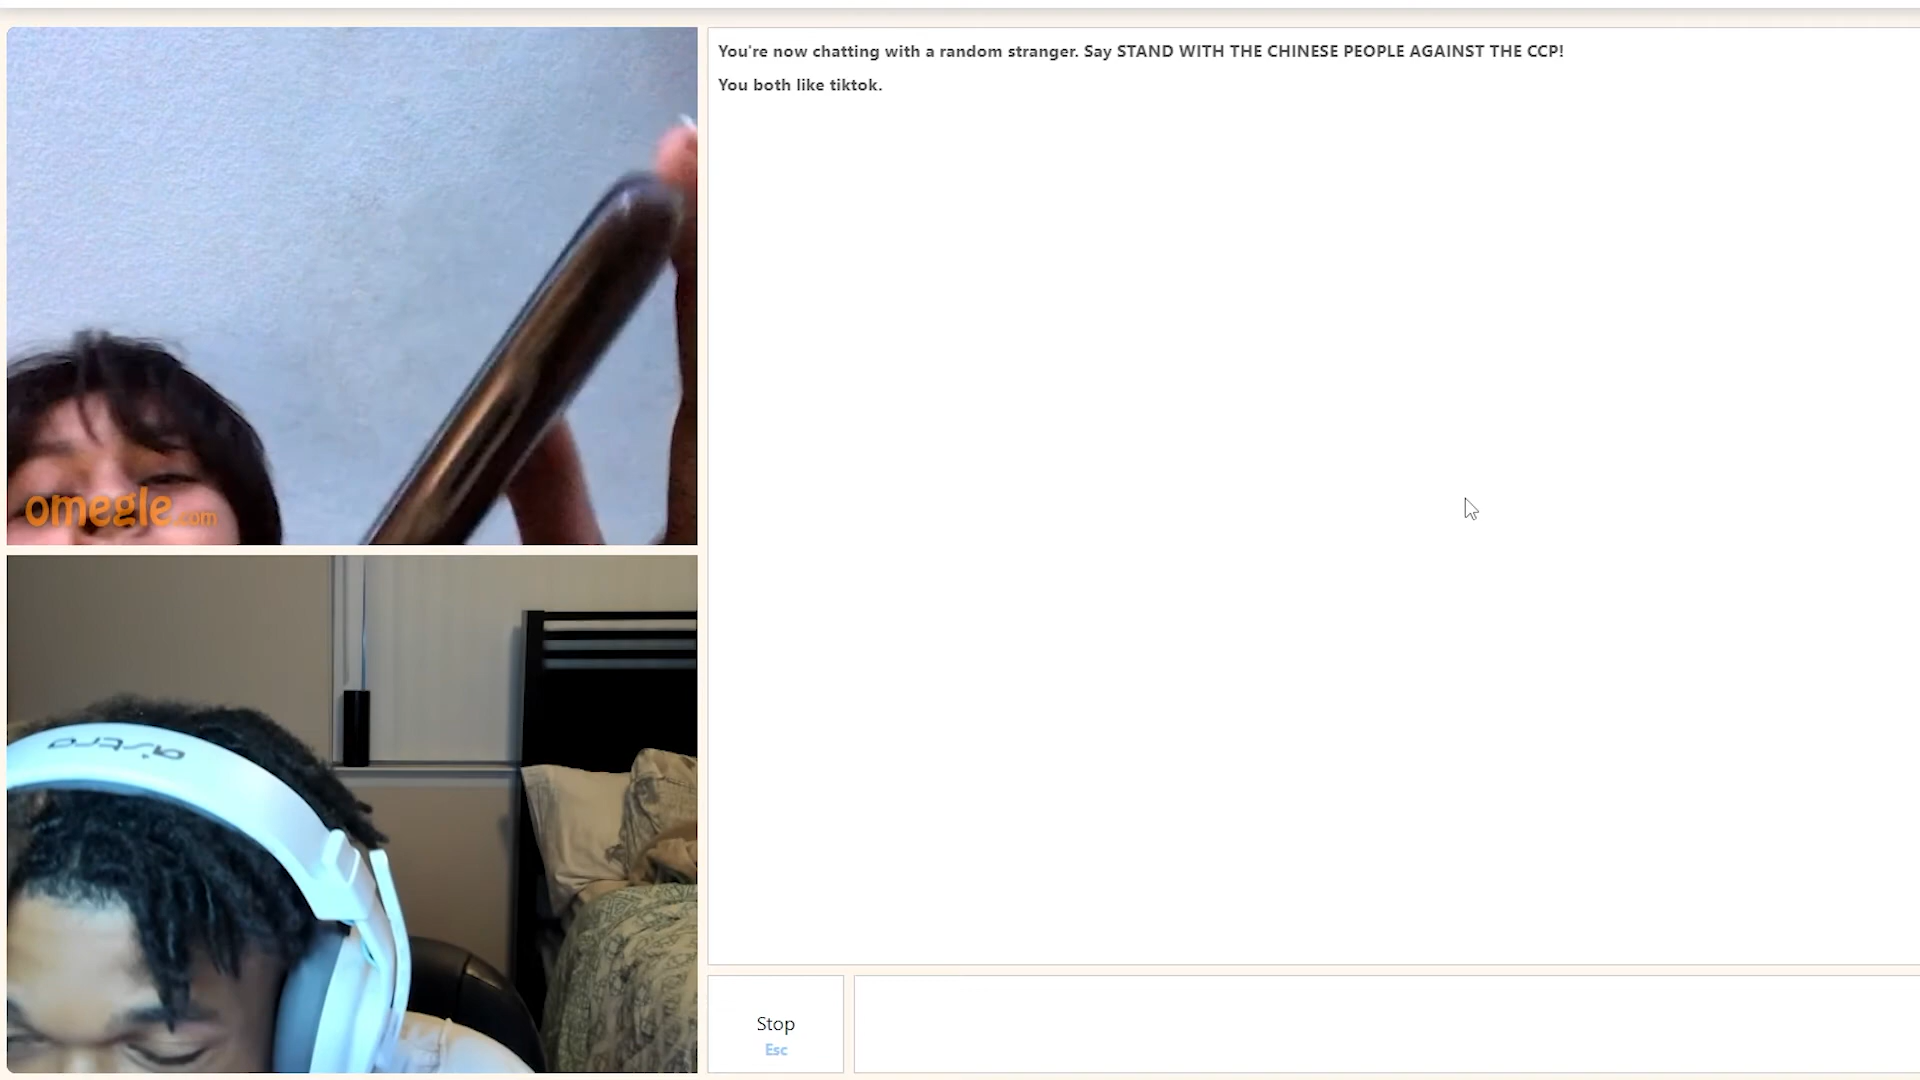 You're now chatting with a random stranger. Say STAND WITH THE CHINESE PEOPLE AGAINST THE CCP!
You both like tiktok.
omegle.com
astro
Stop
Esc